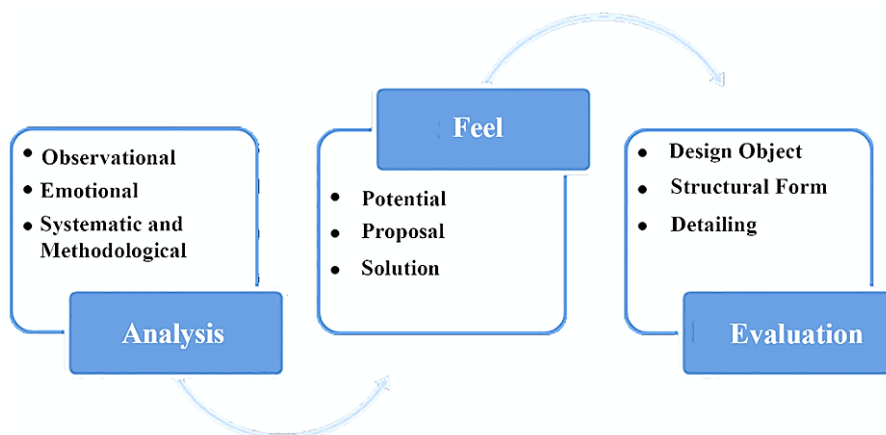 Observational
Emotional
Systematic and
Methodological
Analysis
Feel
Potential
Proposal
Solution
Design Object
Structural Form
Detailing
Evaluation